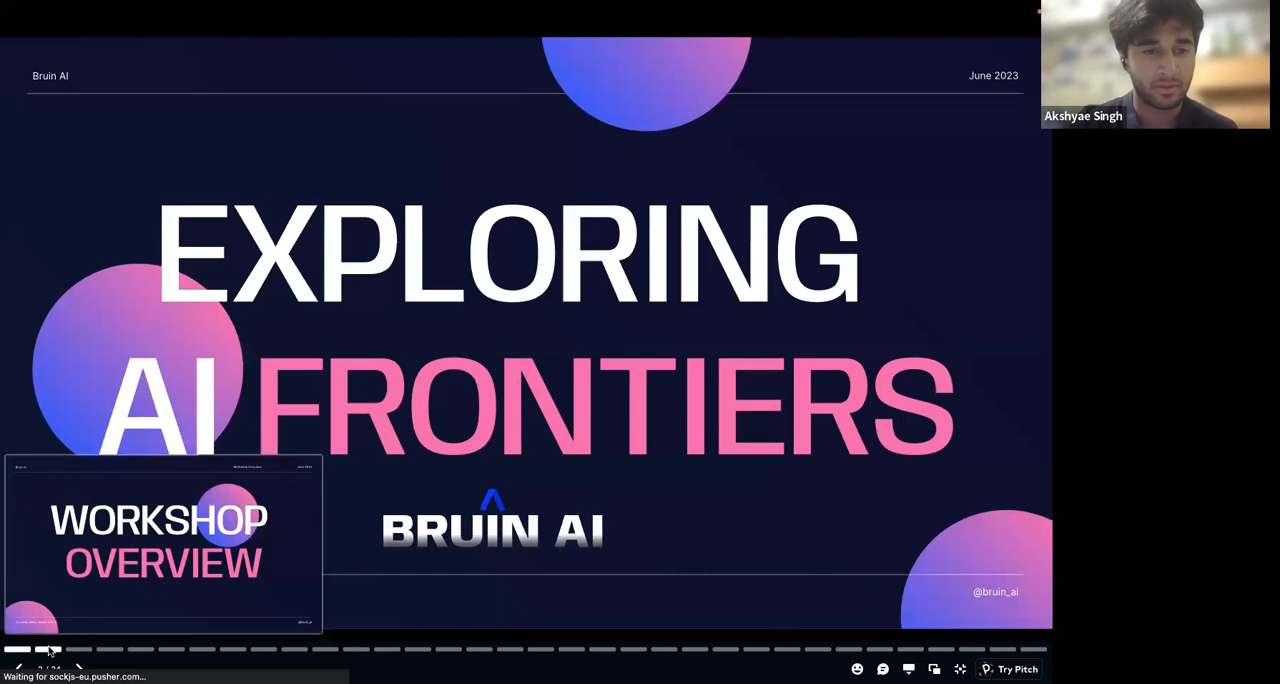 Bruin AI
June 2023
Akshyae Singh
EXPLORING
AI FRONTIERS
WORKSHOP
OVERVIEW
BRUIN AI
@bruin_ai
Try Pitch
Waiting for sockjs-eu.pusher.com...